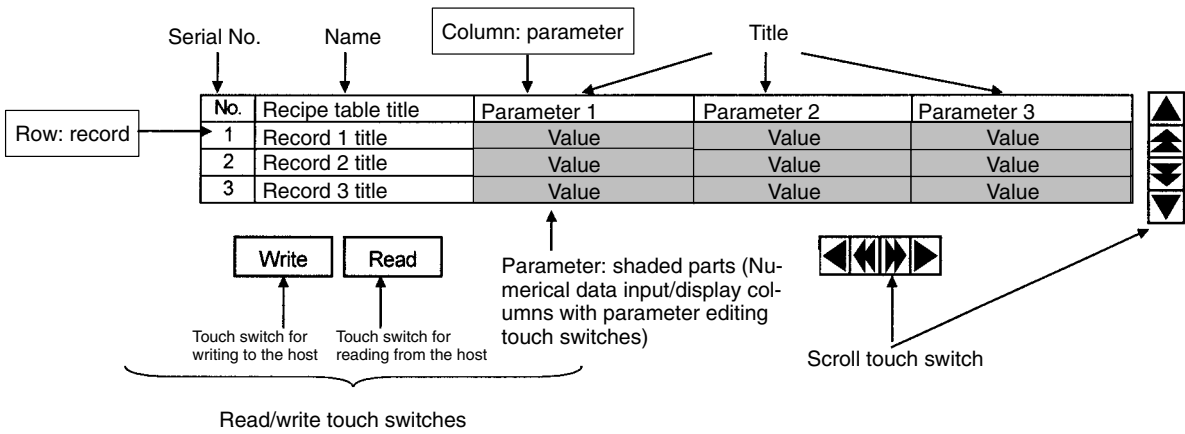 Serial No.
Name
Column: parameter
Title
Row: record
No. Recipe table title Parameter 1 Parameter 2 Parameter 3
1 Record 1 title Value Value Value
2 Record 2 title Value Value Value
3 Record 3 title Value Value Value
Write
Read
Parameter: shaded parts (Nu-
merical data input/display col-
umns with parameter editing
touch switches)
Touch switch for
writing to the host
Touch switch for
reading from the host
Scroll touch switch
Read/write touch switches